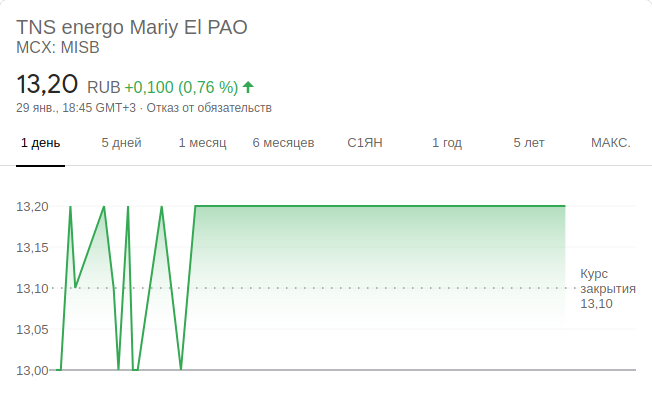 TNS energo Mariy El PAO
MCX: MISB
13,20 RUB +0,100 (0,76 %)
29 янв., 18:45 GMT+3 · Отказ от обязательств
1 день 5 дней 1 месяц 6 месяцев С1ЯН 1 год 5 лет МАКС.
13,20
13,15
13,10
13,05
13,00
Курс
закрытия
13,10